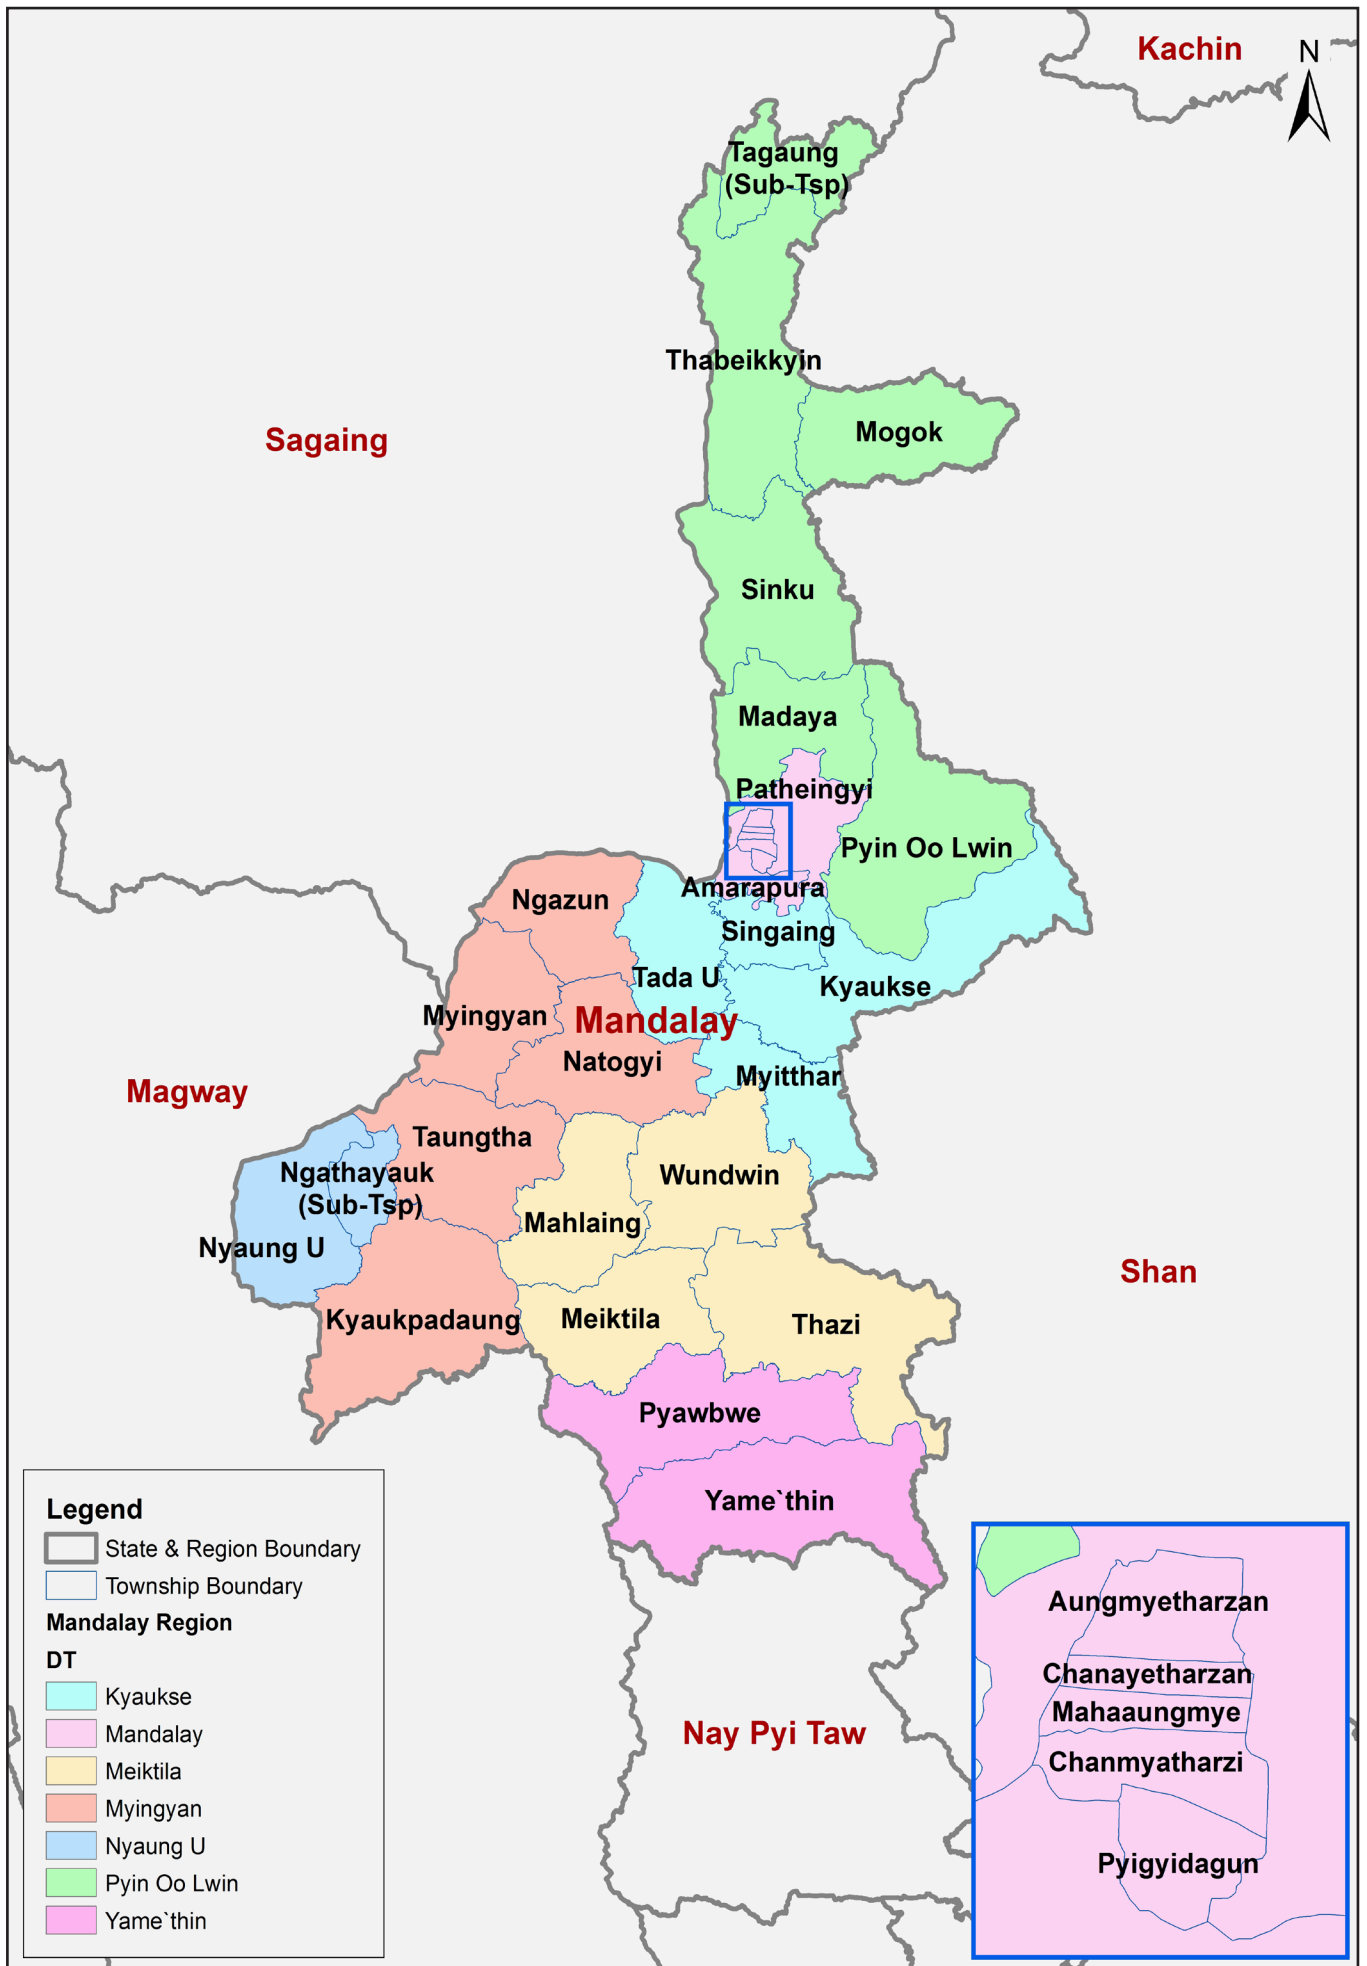 Kachin
N
Tagaung
(Sub-Tsp)
Thabeikkyin
Mogok
Sagaing
Sinku
Madaya
Patheingyi
Pyin Oo Lwin
Amarapura
Ngazun
Singaing
Tada U
Kyaukse
Myingyan
Mandalay
Natogyi
Myitthar
Magway
Taungtha
Ngathayauk
(Sub-Tsp)
Wundwin
Mahlaing
Nyaung U
Shan
Kyaukpadaung
Meiktila
Thazi
Pyawbwe
Yame`thin
Nay Pyi Taw
Legend
State & Region Boundary
Township Boundary
Mandalay Region
DT
Kyaukse
Mandalay
Meiktila
Myingyan
Nyaung U
Pyin Oo Lwin
Yame`thin
Aungmyetharzan
Chanayetharzan
Mahaaungmye
Chanmyatharzi
Pyigyidagun